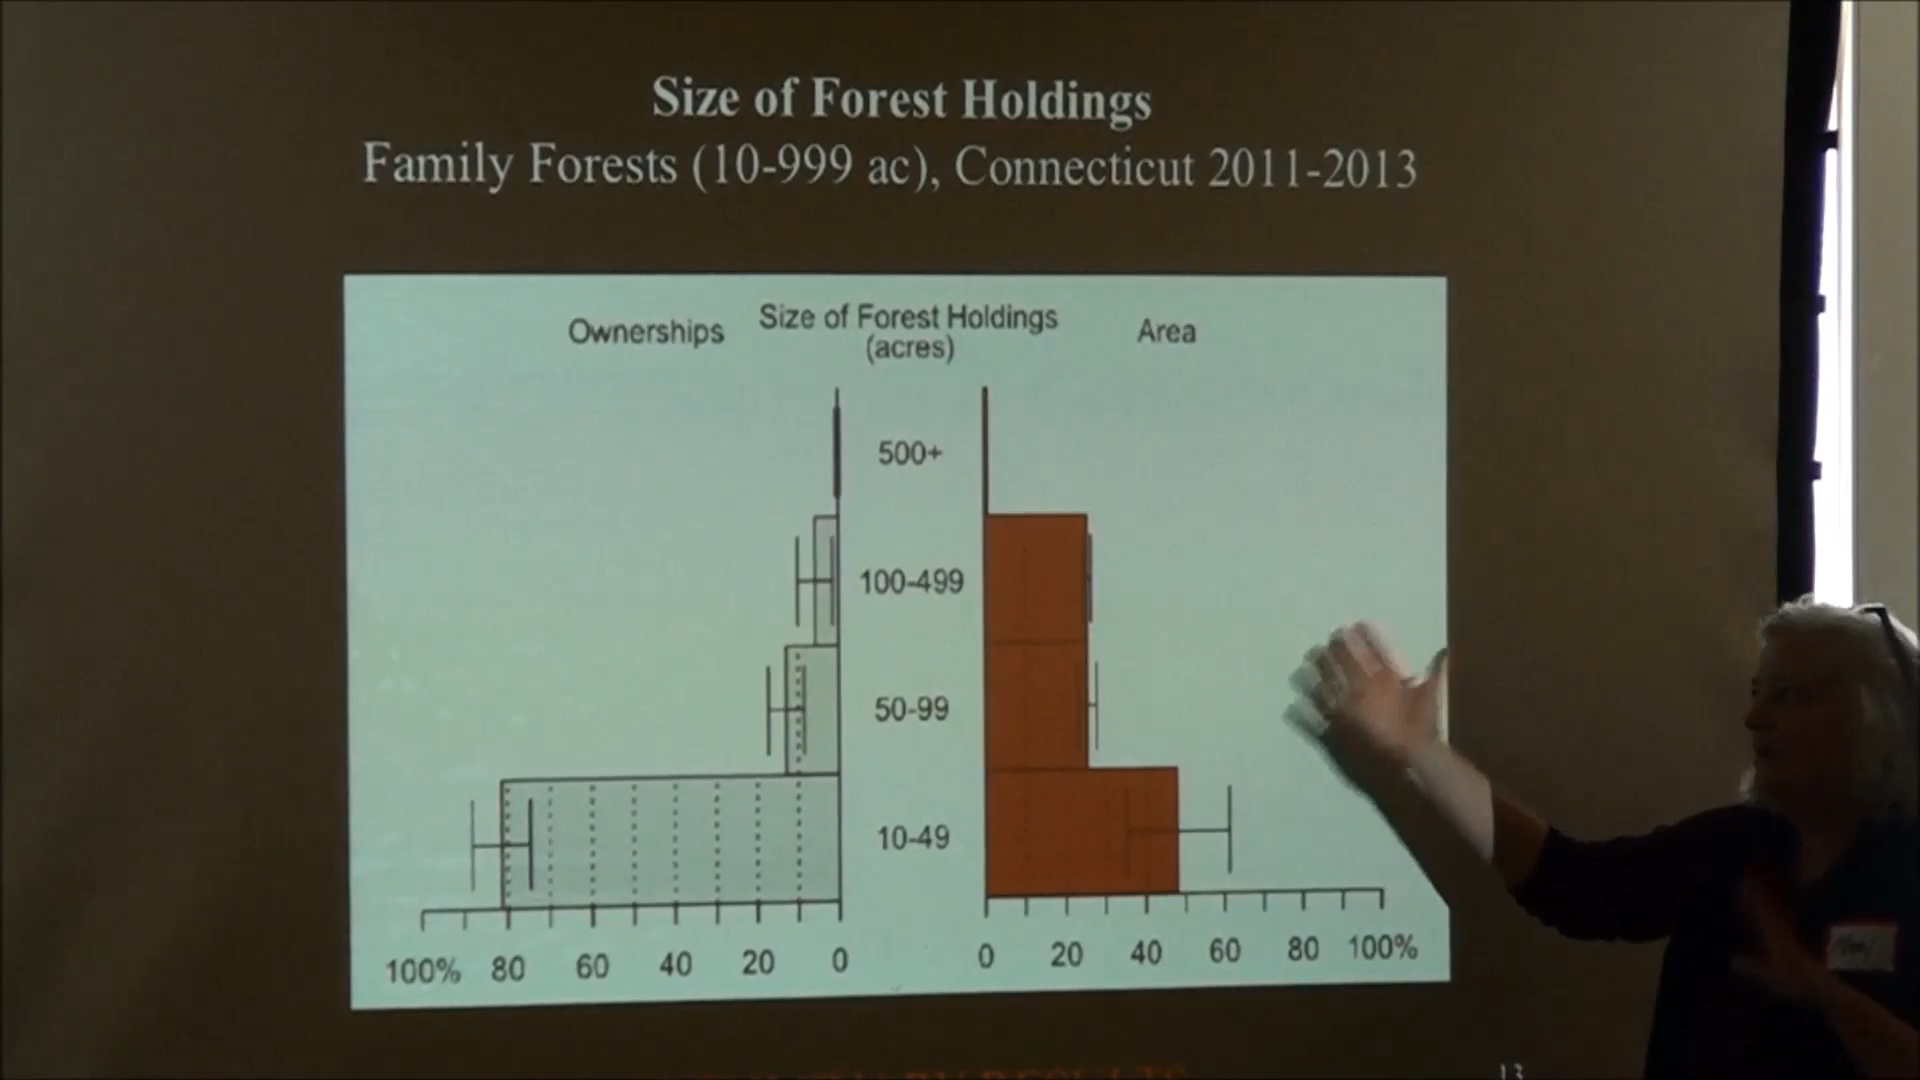 Size of Forest Holdings
Family Forests (10-999 ac), Connecticut 2011-2013
Ownerships
Size of Forest Holdings
(acres)
Area
500+
100-499
50-99
10-49
100% 80 60 40 20 0
0 20 40 60 80 100%
13